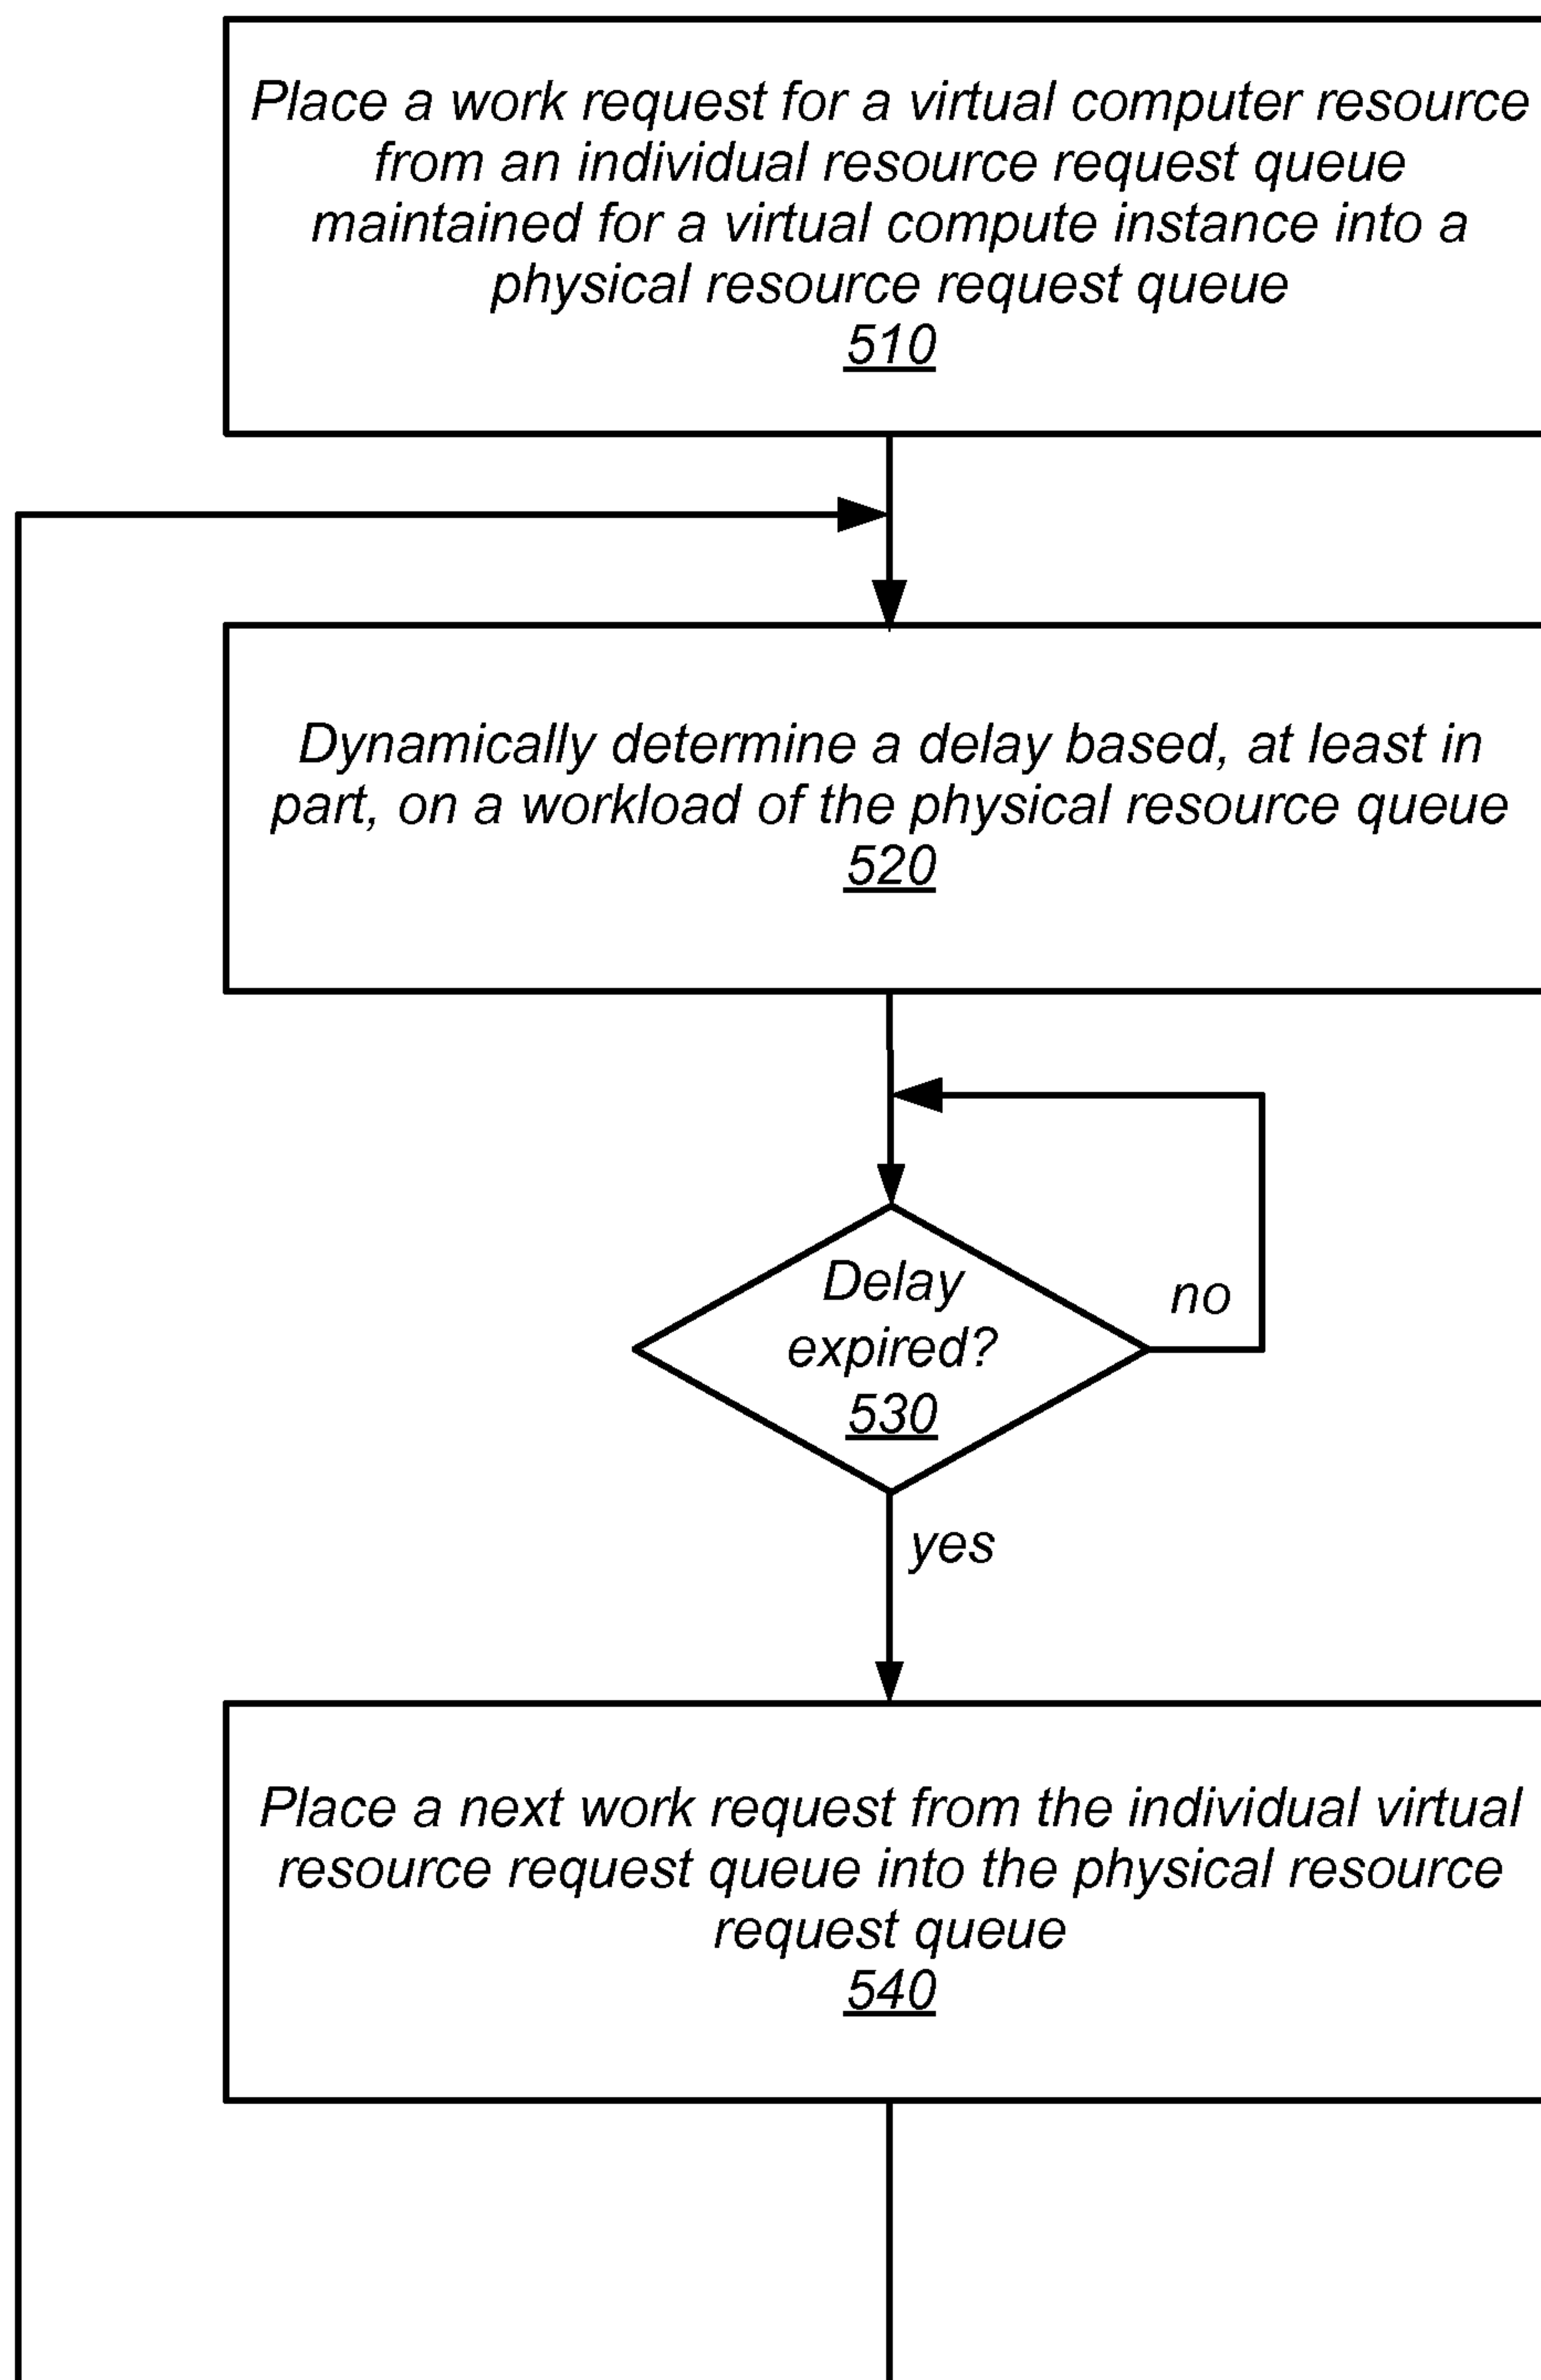 Place a work request for a virtual computer resource
from an individual resource request queue
maintained for a virtual compute instance into a
physical resource request queue
510
Dynamically determine a delay based, at least in
part, on a workload of the physical resource queue
520
Delay
expired?
530
no
yes
Place a next work request from the individual virtual
resource request queue into the physical resource
request queue
540